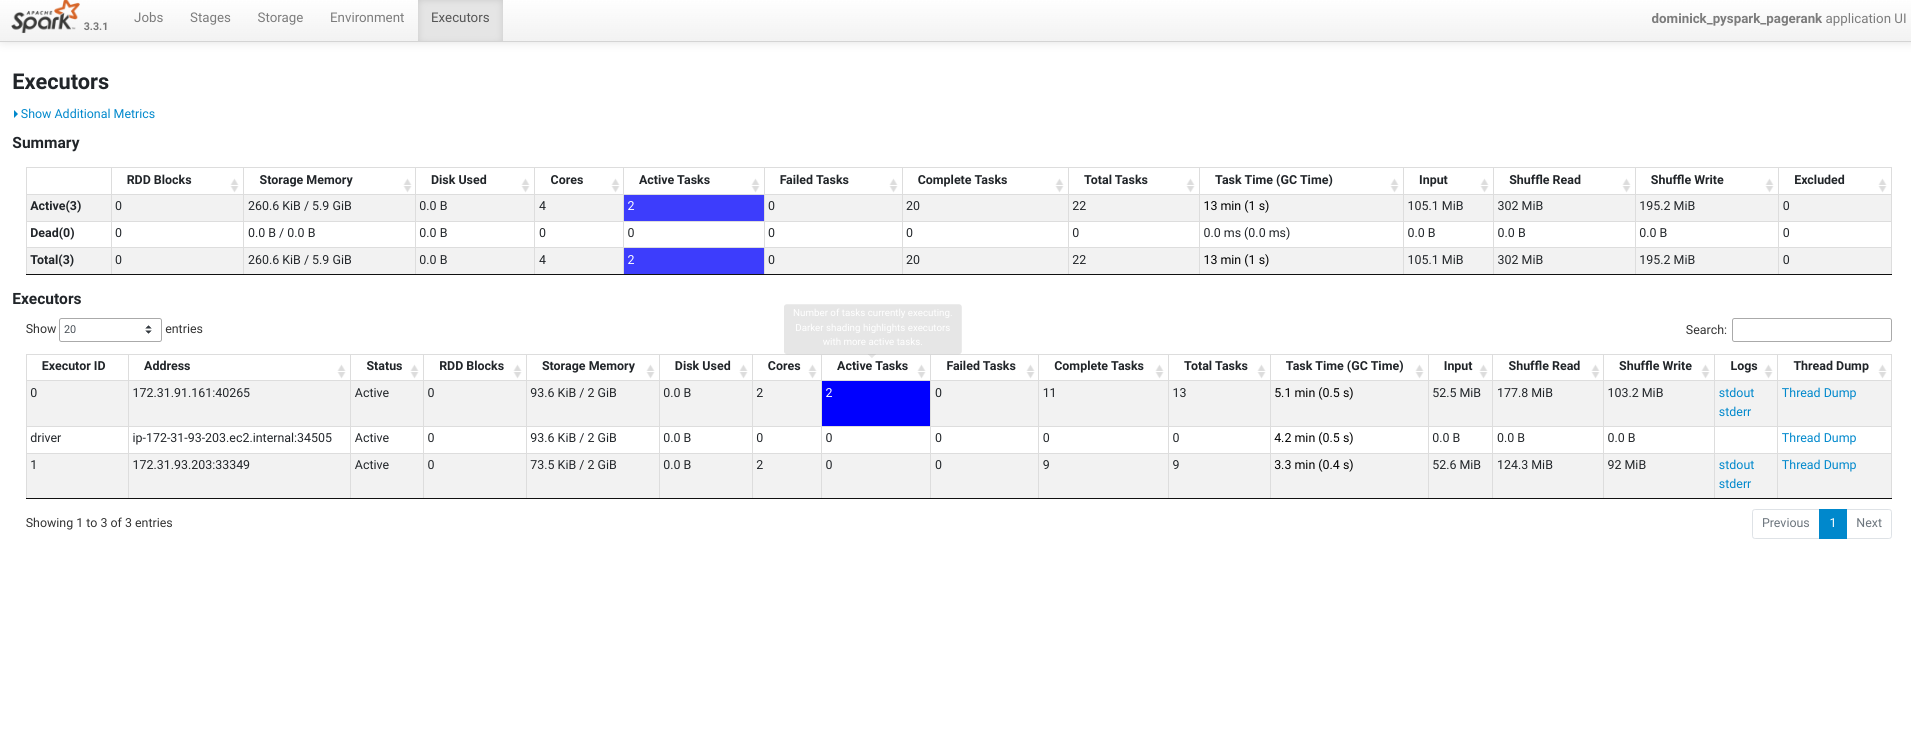 APACHE
Spark 3.3.1 Jobs Stages Storage Environment Executors dominick_pyspark_pagerank application UI
Executors
Show Additional Metrics
Summary
RDD Blocks Storage Memory Disk Used Cores Active Tasks Failed Tasks Complete Tasks Total Tasks Task Time (GC Time) Input Shuffle Read Shuffle Write Excluded
Active(3) 0 260.6 KiB / 5.9 GiB 0.0 B 4 2 0 20 22 13 min (1 s) 105.1 MiB 302 MiB 195.2 MiB 0
Dead(0) 0 0.0 B / 0.0 B 0.0 B 0 0 0 0 0 0.0 ms (0.0 ms) 0.0 B 0.0 B 0.0 B 0
Total(3) 0 260.6 KiB / 5.9 GiB 0.0 B 4 2 0 20 22 13 min (1 s) 105.1 MiB 302 MiB 195.2 MiB 0
Executors
Number of tasks currently executing.
Darker shading highlights executors
with more active tasks.
Show 20 entries Search:
Executor ID Address Status RDD Blocks Storage Memory Disk Used Cores Active Tasks Failed Tasks Complete Tasks Total Tasks Task Time (GC Time) Input Shuffle Read Shuffle Write Logs Thread Dump
0 172.31.91.161:40265 Active 0 93.6 KiB / 2 GiB 0.0 B 2 2 0 11 13 5.1 min (0.5 s) 52.5 MiB 177.8 MiB 103.2 MiB stdout Thread Dump
stderr
driver ip-172-31-93-203.ec2.internal:34505 Active 0 93.6 KiB / 2 GiB 0.0 B 0 0 0 0 0 4.2 min (0.5 s) 0.0 B 0.0 B 0.0 B Thread Dump
1 172.31.93.203:33349 Active 0 73.5 KiB / 2 GiB 0.0 B 2 0 0 9 9 3.3 min (0.4 s) 52.6 MiB 124.3 MiB 92 MiB stdout Thread Dump
stderr
Showing 1 to 3 of 3 entries Previous 1 Next